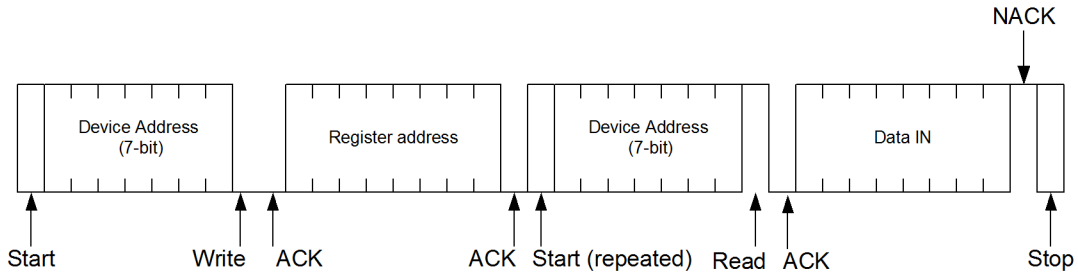 NACK
Device Address
(7-bit)
Register address
Device Address
(7-bit)
Data IN
Start
Write
ACK
ACK
Start (repeated)
Read
ACK
Stop